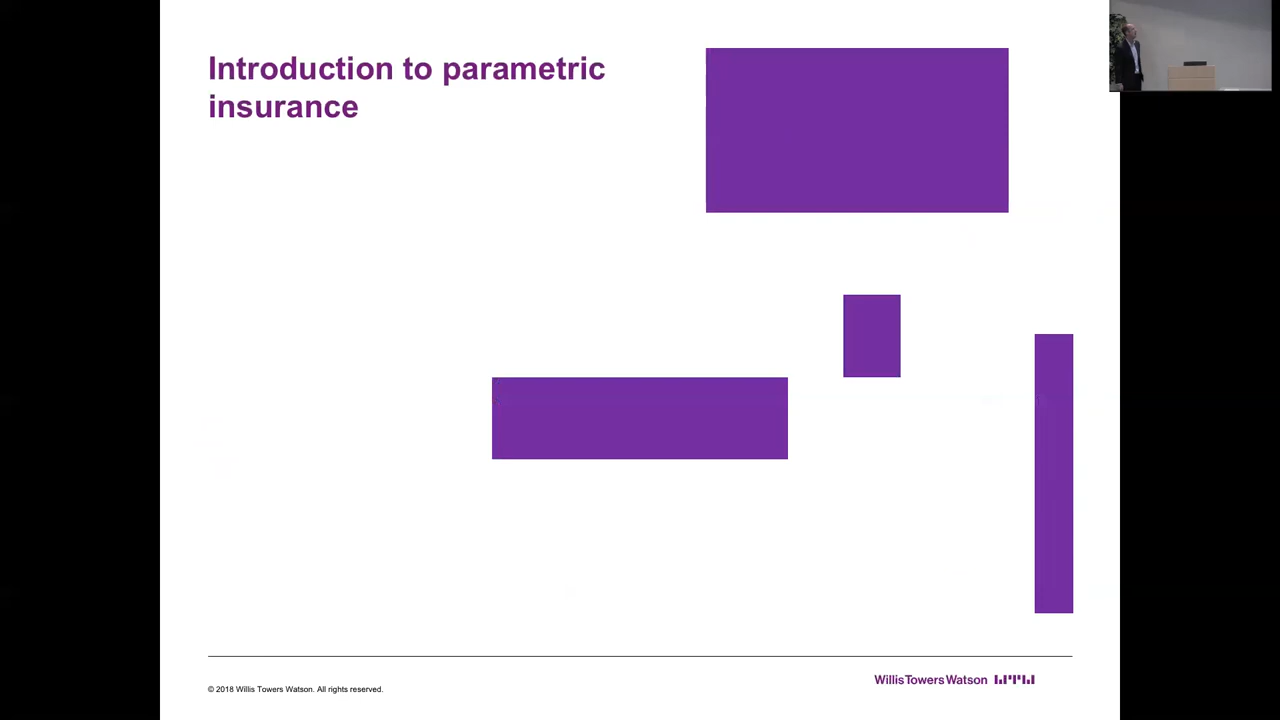 Introduction to parametric
insurance
© 2018 Willis Towers Watson. All rights reserved.
WillisTowersWatson